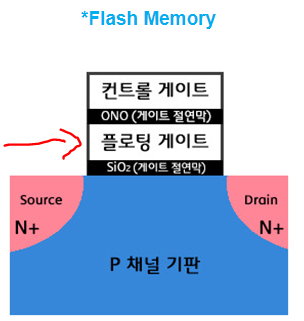 *Flash Memory
컨트롤 게이트
ONO (게이트 절연막)
플로팅 게이트
SiO₂ (게이트 절연막)
Source
Drain
N+
N+
P 채널 기판